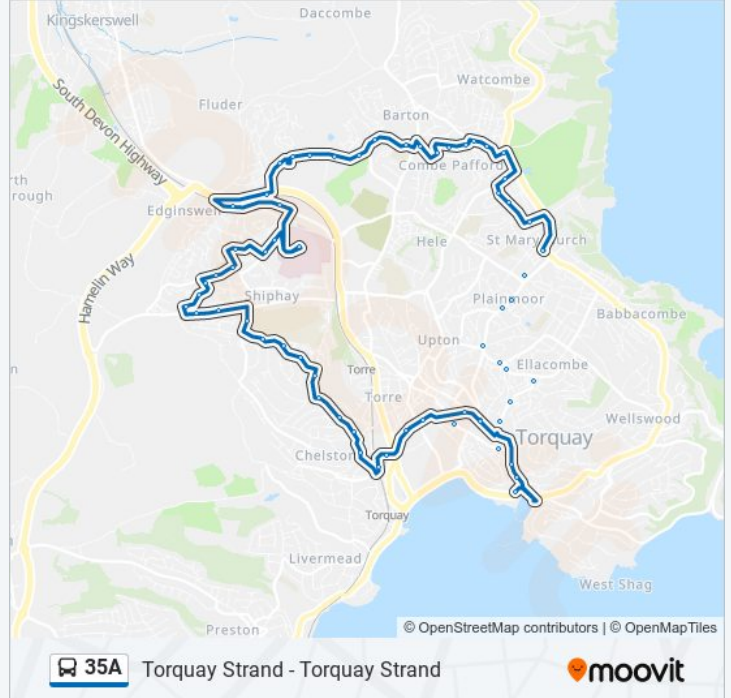 Daccombe
Kingskerswell
Watcombe
South Devon Highway
Fluder
Barton
Combe Pafford
rth
rough
Edginswell
Hele
St Marychurch
Hamelin Way
Shiphay
Plainmoor
Babbacombe
Upton
n
Torre
Ellacombe
Torre
Wellswood
Torquay
Chelston
Torquay
Livermead
West Shag
Preston
© OpenStreetMap contributors | © OpenMapTiles
35A Torquay Strand - Torquay Strand moovit